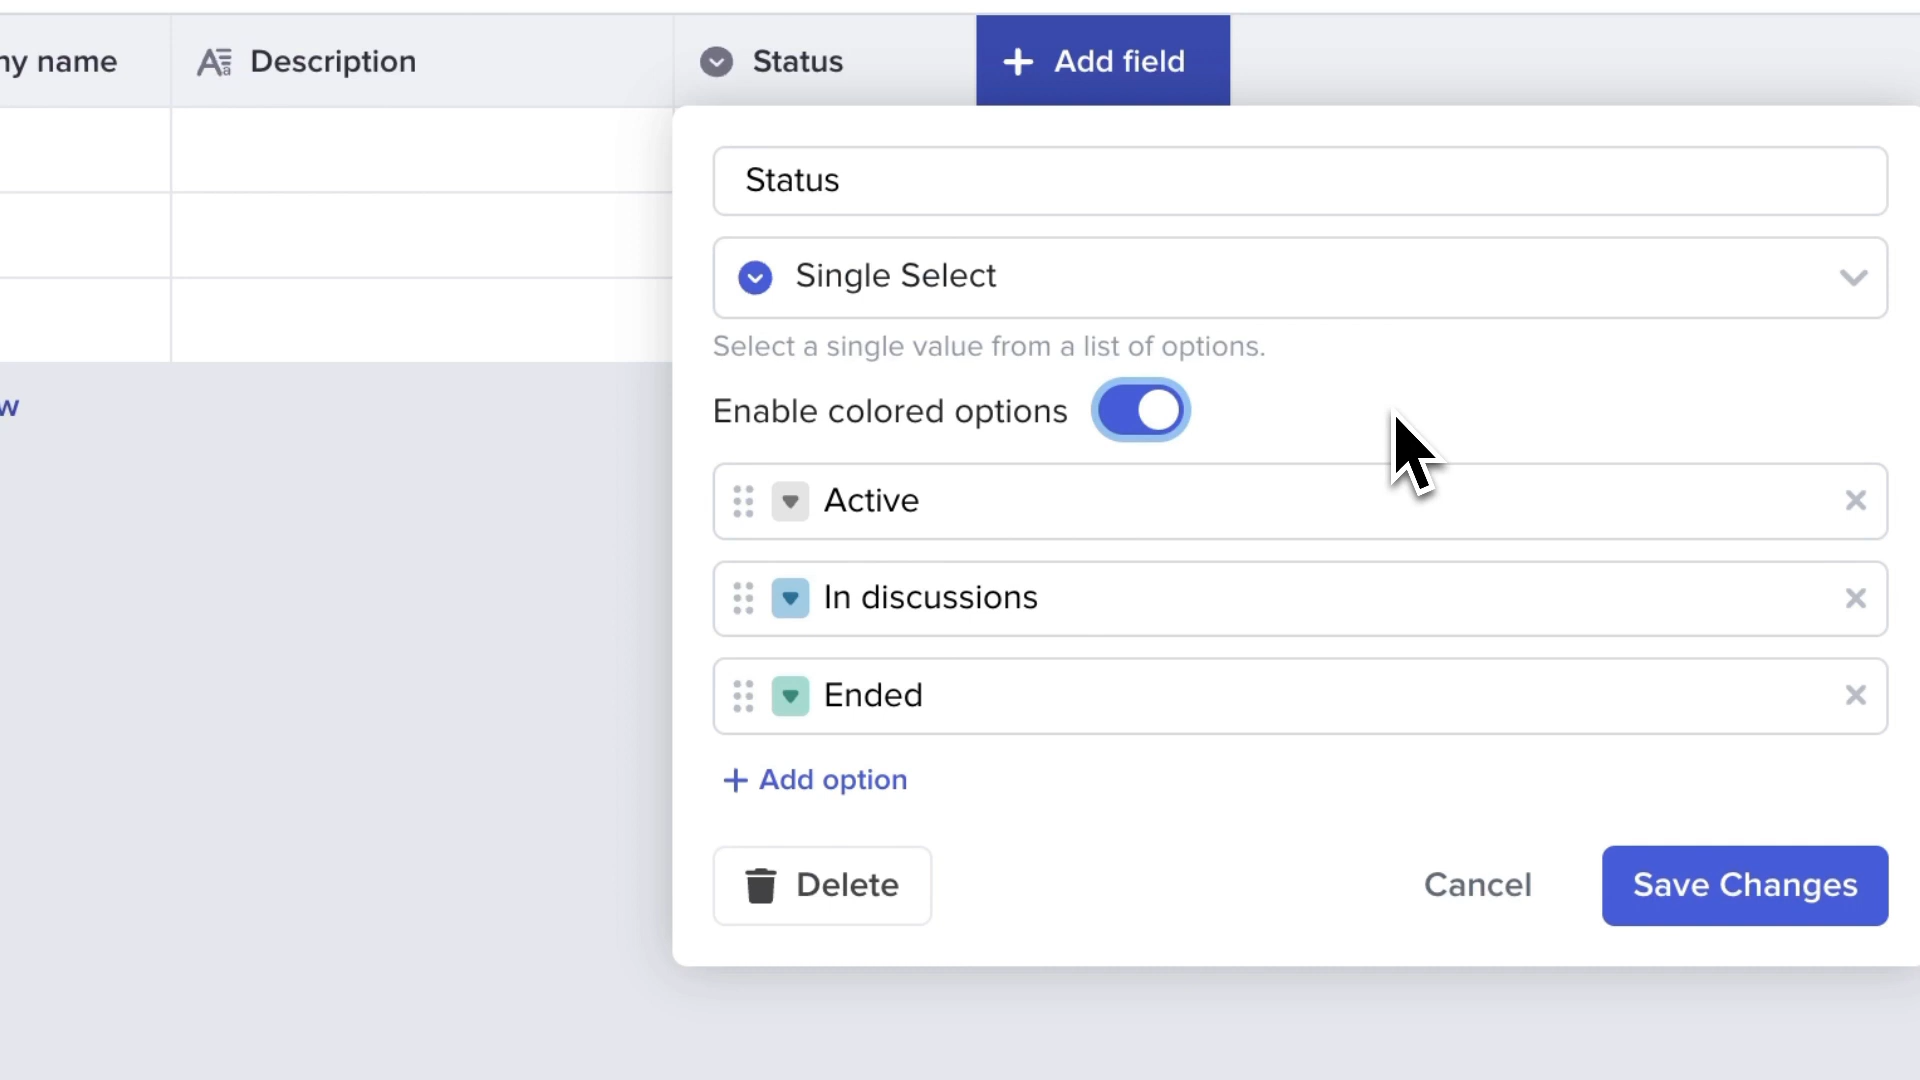 ny name
Description
Status
Add field
Status
Single Select
Select a single value from a list of options.
w
Enable colored options
Active
In discussions
Ended
Add option
Delete
Cancel
Save Changes